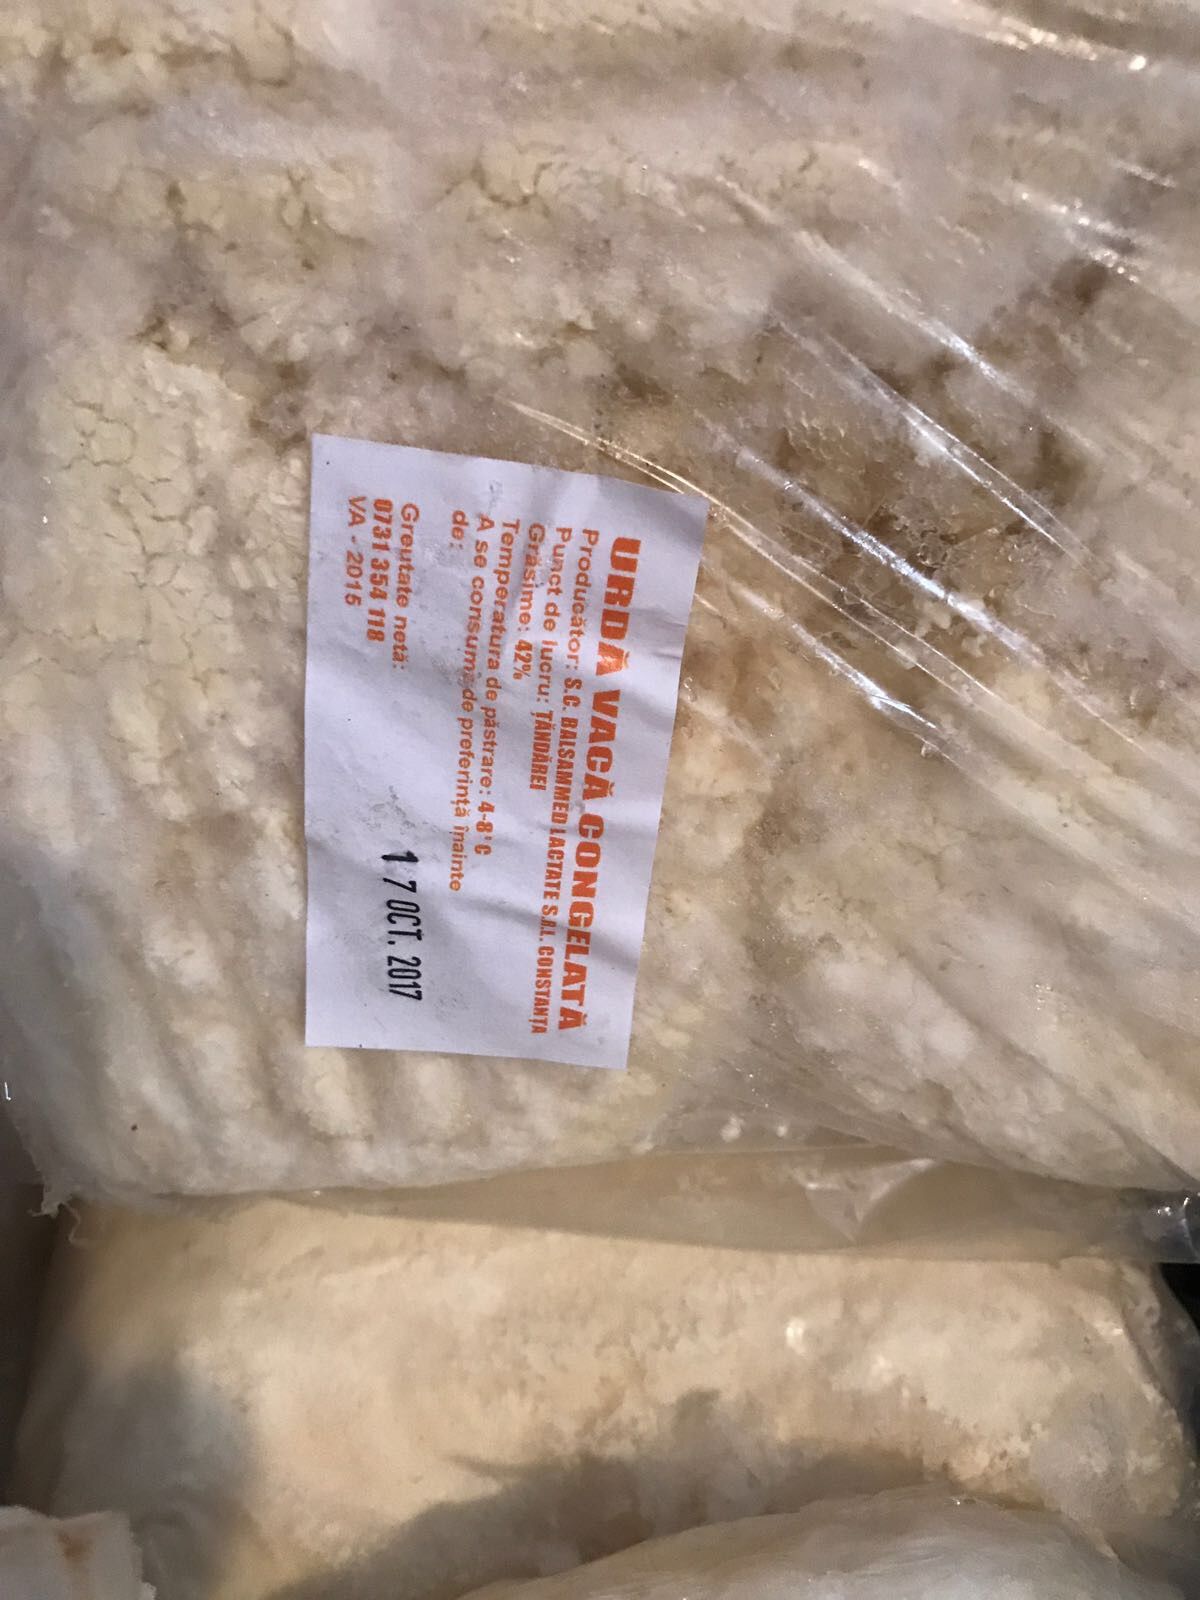 URDĂ VACĂ CONGELATĂ
Producător: S.C. BALSAMMED LACTATE S.R.L. CONSTANȚA
Punct de lucru: ȚĂNDĂREI
Grăsime: 42%
Temperatura de păstrare: 4-8°C
A se consuma de preferință înainte
de:
17 OCT. 2017
Greutate netă:
0731 354 118
VA - 2015